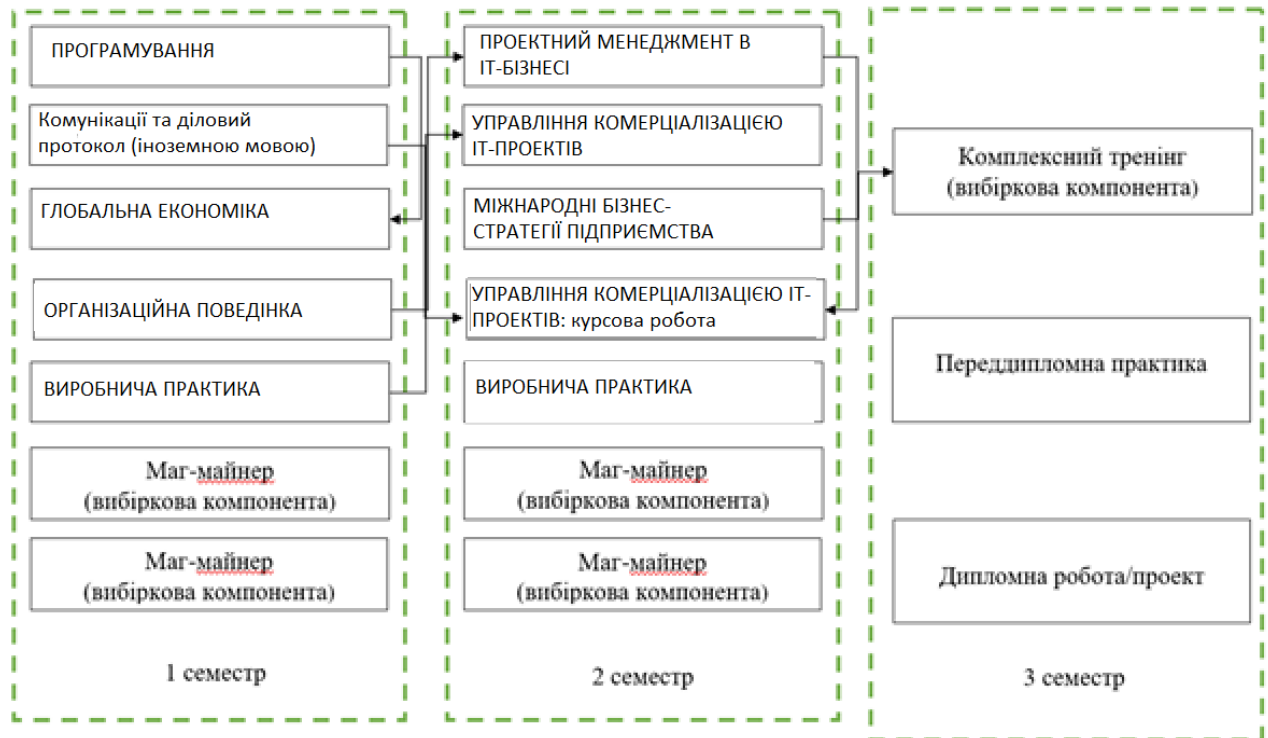 ПРОГРАМУВАННЯ
Комунікації та діловий
протокол (іноземною мовою)
ГЛОБАЛЬНА ЕКОНОМІКА
ОРГАНІЗАЦІЙНА ПОВЕДІНКА
ВИРОБНИЧА ПРАКТИКА
Маг-майнер
(вибіркова компонента)
Маг-майнер
(вибіркова компонента)
1 семестр
ПРОЕКТНИЙ МЕНЕДЖМЕНТ В
ІТ-БІЗНЕСІ
УПРАВЛІННЯ КОМЕРЦІАЛІЗАЦІЄЮ
ІТ-ПРОЕКТІВ
МІЖНАРОДНІ БІЗНЕС-
СТРАТЕГІЇ ПІДПРИЄМСТВА
УПРАВЛІННЯ КОМЕРЦІАЛІЗАЦІЄЮ ІТ-
ПРОЕКТІВ: курсова робота
ВИРОБНИЧА ПРАКТИКА
Маг-майнер
(вибіркова компонента)
Маг-майнер
(вибіркова компонента)
2 семестр
Комплексний тренінг
(вибіркова компонента)
Переддипломна практика
Дипломна робота/проект
3 семестр